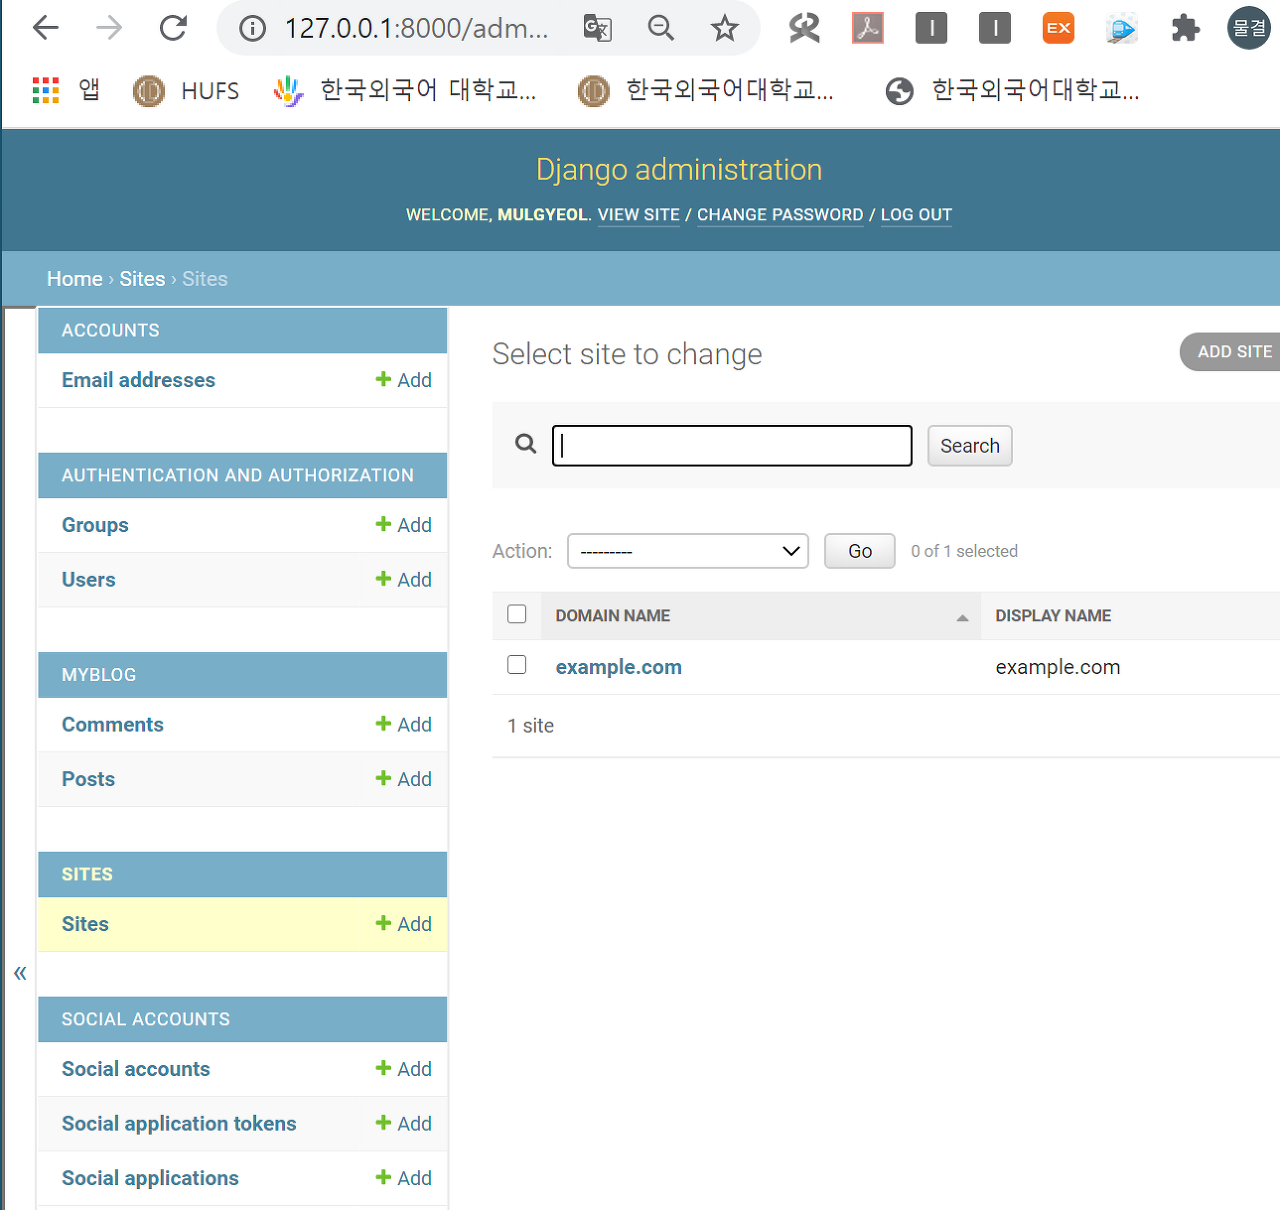 127.0.0.1:8000/adm...
EX
물결
앱
HUFS
한국외국어 대학교...
한국외국어대학교...
한국외국어대학교...
Django administration
WELCOME, MULGYEOL. VIEW SITE / CHANGE PASSWORD / LOG OUT
Home › Sites › Sites
ACCOUNTS
Email addresses + Add
AUTHENTICATION AND AUTHORIZATION
Groups + Add
Users + Add
MYBLOG
Comments + Add
Posts + Add
SITES
Sites + Add
«
SOCIAL ACCOUNTS
Social accounts + Add
Social application tokens + Add
Social applications + Add
Select site to change
ADD SITE
Search
Action: --------- Go 0 of 1 selected
DOMAIN NAME DISPLAY NAME
example.com example.com
1 site